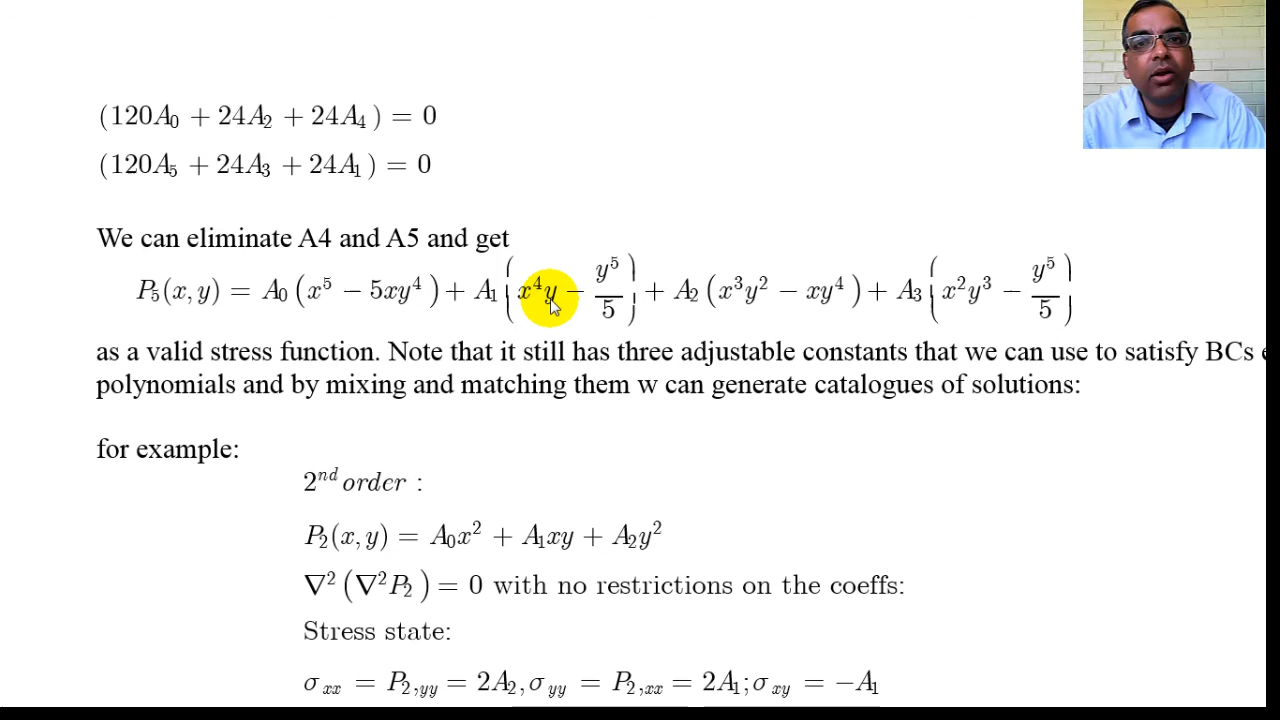 (120A₀ + 24A₂ + 24A₄) = 0
(120A₅ + 24A₃ + 24A₁) = 0
We can eliminate A4 and A5 and get
P₅(x, y) = A₀(x⁵ − 5xy⁴) + A₁(x⁴y − y⁵/5) + A₂(x³y² − xy⁴) + A₃(x²y³ − y⁵/5)
as a valid stress function. Note that it still has three adjustable constants that we can use to satisfy BCs
polynomials and by mixing and matching them w can generate catalogues of solutions:
for example:
2ⁿᵈ order :
P₂(x, y) = A₀x² + A₁xy + A₂y²
∇²(∇²P₂) = 0 with no restrictions on the coeffs:
Stress state:
σ_xx = P₂,yy = 2A₂, σ_yy = P₂,xx = 2A₁; σ_xy = −A₁